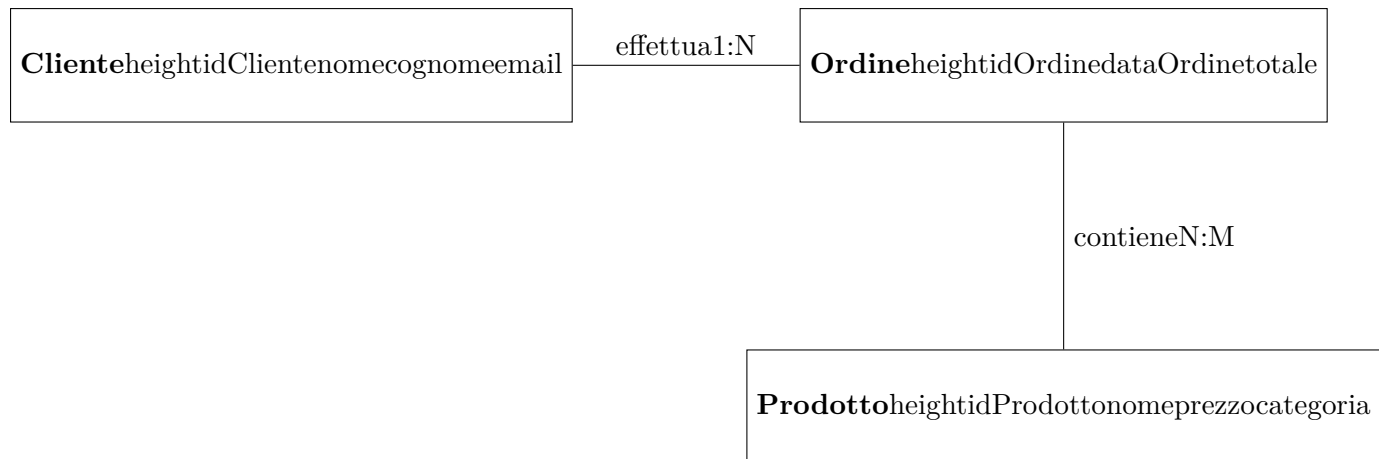 ClienteheightidClientenomecognomeemail
effettua1:N
OrdineheightidOrdinedataOrdinetotale
contieneN:M
ProdottoheightidProdottonomeprezzocategoria